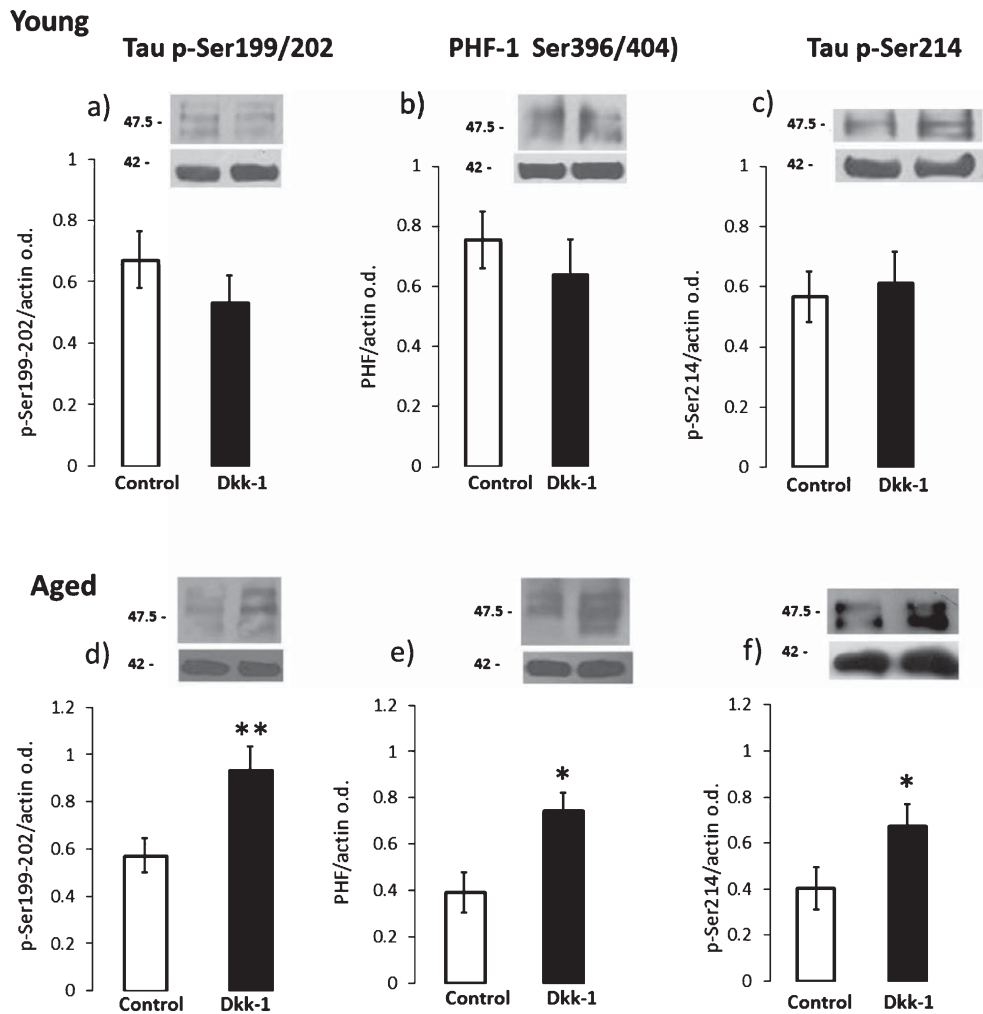 Young
Tau p-Ser199/202
PHF-1 Ser396/404)
Tau p-Ser214
a)
47.5 -
42 -
1
0.8
0.6
0.4
0.2
0
p-Ser199-202/actin o.d.
Control
Dkk-1
b)
47.5 -
42 -
1
0.8
0.6
0.4
0.2
0
PHF/actin o.d.
Control
Dkk-1
c)
47.5 -
42 -
1
0.8
0.6
0.4
0.2
0
p-Ser214/actin o.d.
Control
Dkk-1
Aged
d)
47.5 -
42 -
1.2
1
0.8
0.6
0.4
0.2
0
p-Ser199-202/actin o.d.
**
Control
Dkk-1
e)
47.5 -
42 -
1.2
1
0.8
0.6
0.4
0.2
0
PHF/actin o.d.
*
Control
Dkk-1
f)
47.5 -
42 -
1.2
1
0.8
0.6
0.4
0.2
0
p-Ser214/actin o.d.
*
Control
Dkk-1